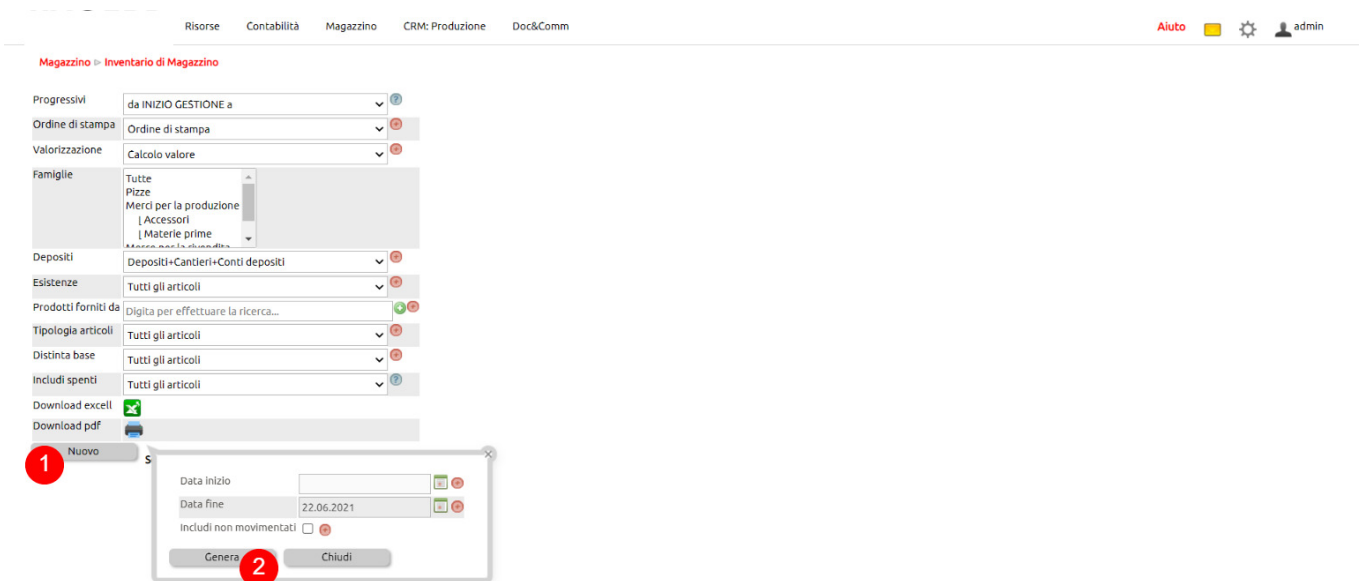 Risorse Contabilità Magazzino CRM: Produzione Doc&Comm Aiuto admin
Magazzino ▷ Inventario di Magazzino
Progressivi da INIZIO GESTIONE a
Ordine di stampa Ordine di stampa
Valorizzazione Calcolo valore
Famiglie Tutte
Pizze
Merci per la produzione
⌊ Accessori
⌊ Materie prime
Depositi Depositi+Cantieri+Conti depositi
Esistenze Tutti gli articoli
Prodotti forniti da Digita per effettuare la ricerca...
Tipologia articoli Tutti gli articoli
Distinta base Tutti gli articoli
Includi spenti Tutti gli articoli
Download excell
Download pdf
1 Nuovo S
Data inizio
Data fine 22.06.2021
Includi non movimentati
Genera 2 Chiudi